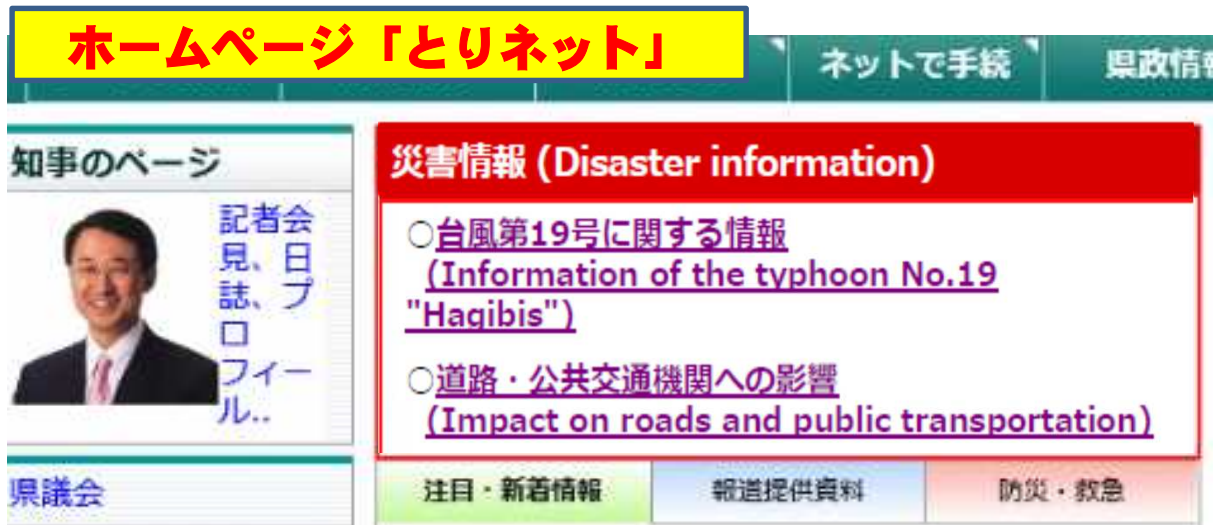 ホームページ「とりネット」
ネットで手続
県政情報
知事のページ
記者会
見、日
誌、プ
ロ
フィー
ル..
県議会
災害情報 (Disaster information)
○台風第19号に関する情報
(Information of the typhoon No.19
"Hagibis")
○道路・公共交通機関への影響
(Impact on roads and public transportation)
注目・新着情報
報道提供資料
防災・救急